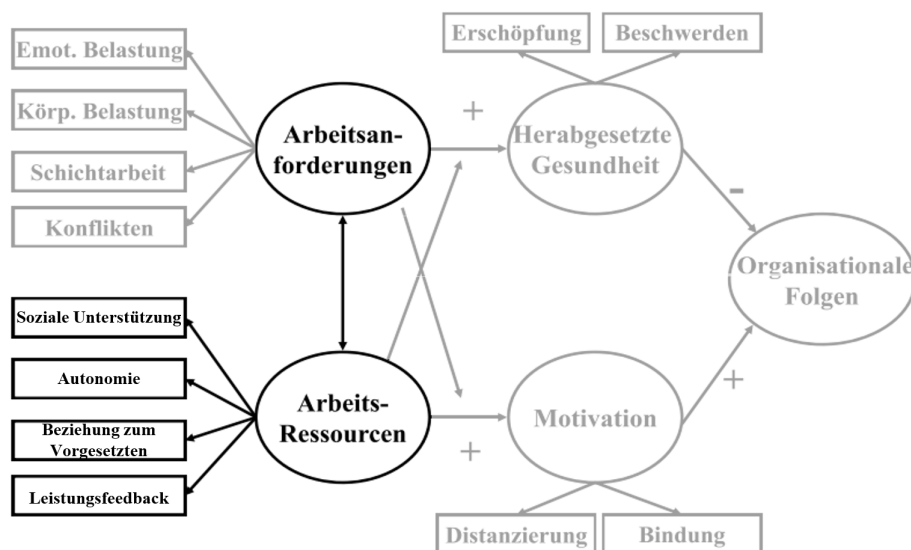 Emot. Belastung
Körp. Belastung
Schichtarbeit
Konflikten
Soziale Unterstützung
Autonomie
Beziehung zum
Vorgesetzten
Leistungsfeedback
Arbeitsan-
forderungen
Arbeits-
Ressourcen
+
+
Erschöpfung
Beschwerden
Herabgesetzte
Gesundheit
Motivation
Distanzierung
Bindung
-
+
Organisationale
Folgen